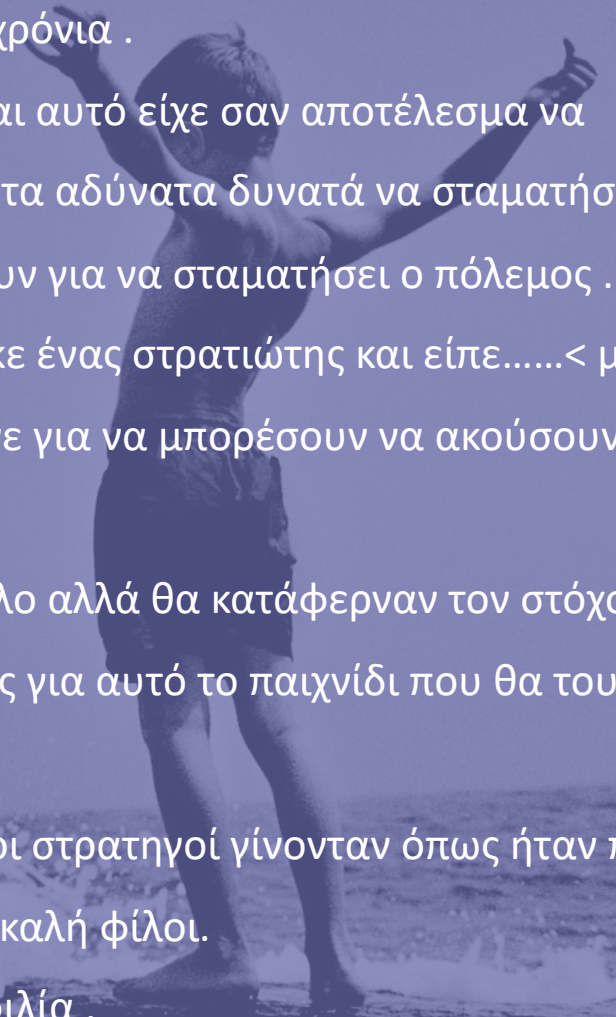 χρόνια .
αι αυτό είχε σαν αποτέλεσμα να
τα αδύνατα δυνατά να σταματήσ
υν για να σταματήσει ο πόλεμος .
κε ένας στρατιώτης και είπε......< μ
νε για να μπορέσουν να ακούσουν
λο αλλά θα κατάφερναν τον στόχο
ς για αυτό το παιχνίδι που θα του
οι στρατηγοί γίνονταν όπως ήταν π
καλή φίλοι.
ιλία .